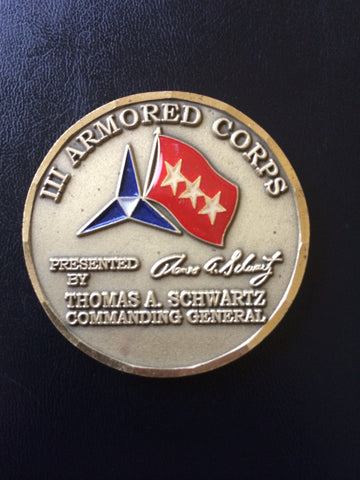 III ARMORED CORPS
PRESENTED Thomas A. Schwartz
BY
THOMAS A. SCHWARTZ
COMMANDING GENERAL